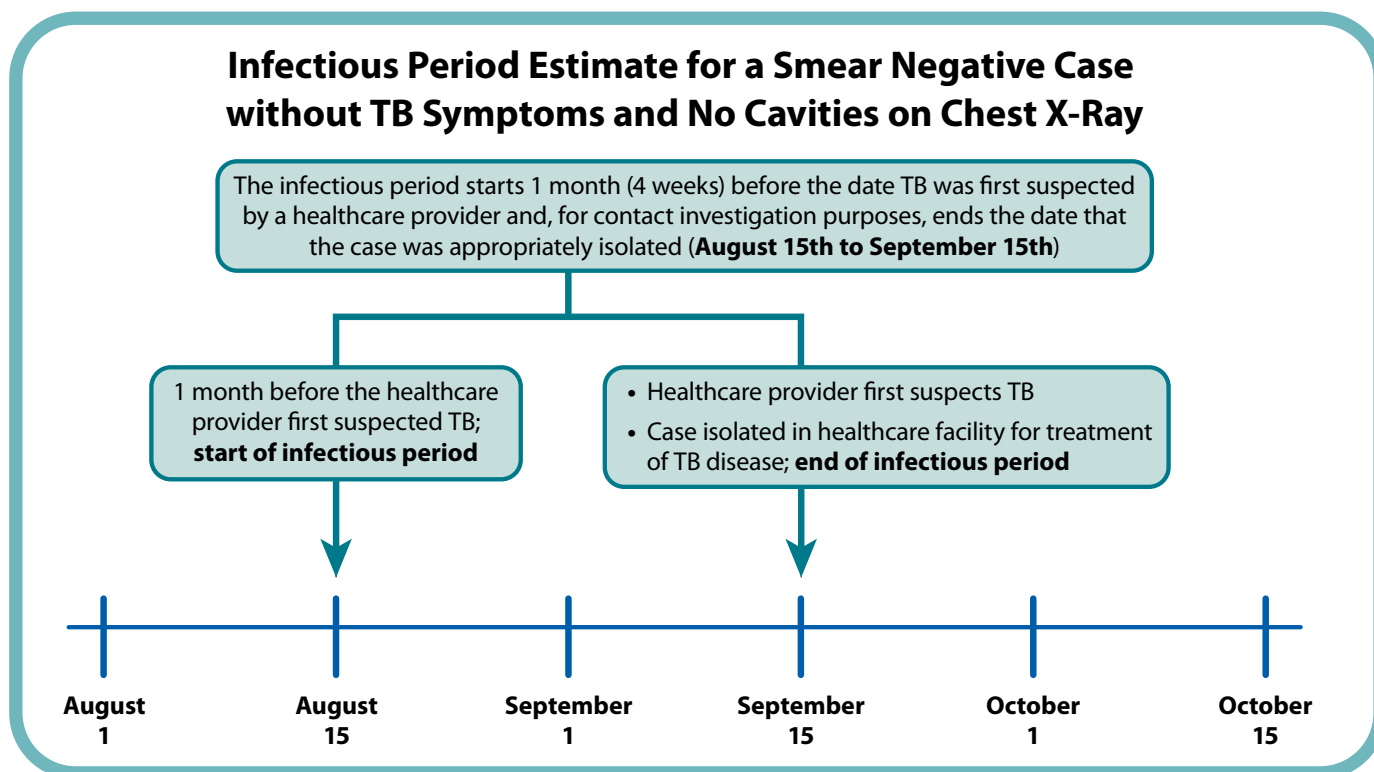 Infectious Period Estimate for a Smear Negative Case
without TB Symptoms and No Cavities on Chest X-Ray
The infectious period starts 1 month (4 weeks) before the date TB was first suspected
by a healthcare provider and, for contact investigation purposes, ends the date that
the case was appropriately isolated (August 15th to September 15th)
1 month before the healthcare
provider first suspected TB;
start of infectious period
• Healthcare provider first suspects TB
• Case isolated in healthcare facility for treatment
of TB disease; end of infectious period
August
1
August
15
September
1
September
15
October
1
October
15